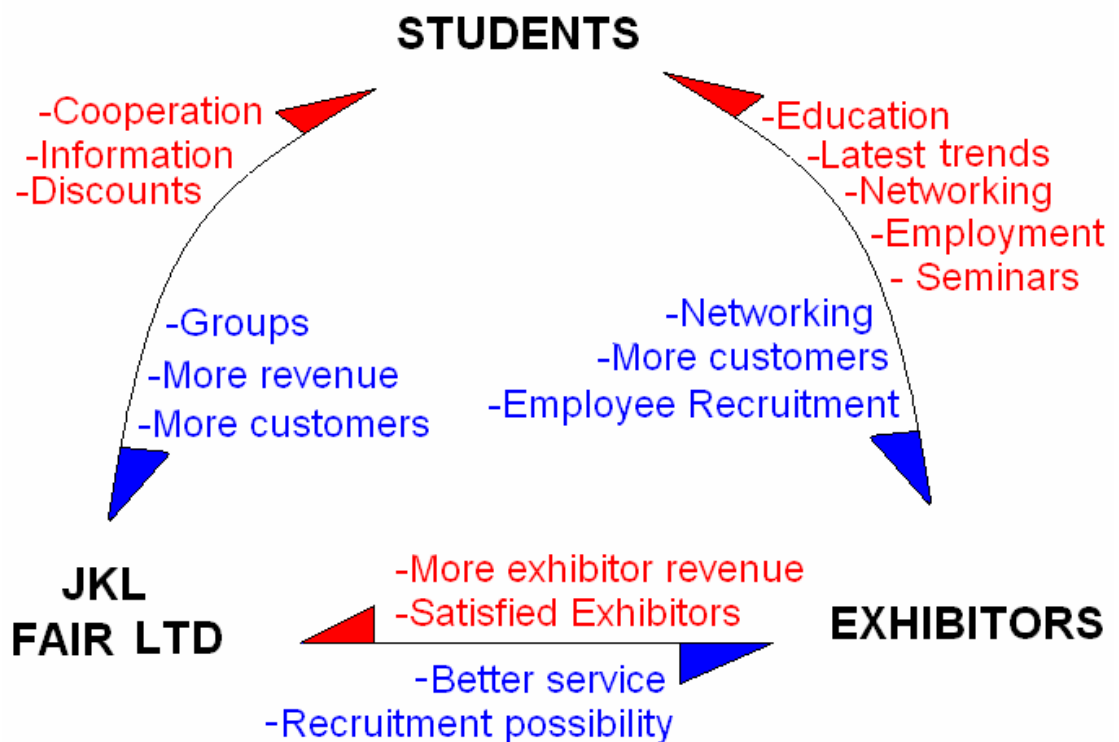 STUDENTS
-Cooperation
-Information
-Discounts
-Education
-Latest trends
-Networking
-Employment
- Seminars
-Groups
-More revenue
-More customers
-Networking
-More customers
-Employee Recruitment
JKL
FAIR LTD
-More exhibitor revenue
-Satisfied Exhibitors
EXHIBITORS
-Better service
-Recruitment possibility